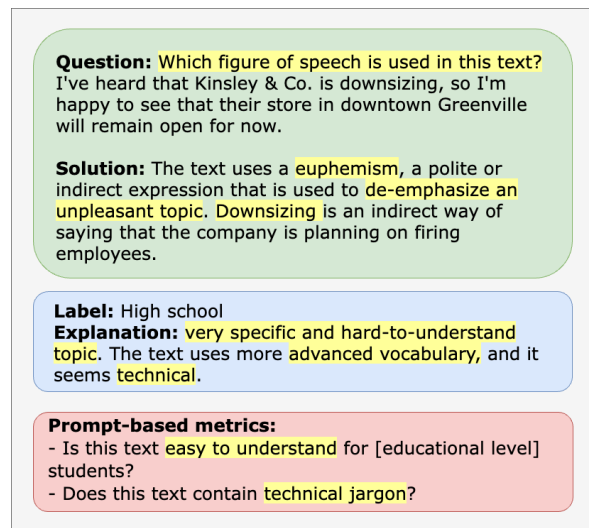 Question: Which figure of speech is used in this text?
I've heard that Kinsley & Co. is downsizing, so I'm
happy to see that their store in downtown Greenville
will remain open for now.
Solution: The text uses a euphemism, a polite or
indirect expression that is used to de-emphasize an
unpleasant topic. Downsizing is an indirect way of
saying that the company is planning on firing
employees.
Label: High school
Explanation: very specific and hard-to-understand
topic. The text uses more advanced vocabulary, and it
seems technical.
Prompt-based metrics:
- Is this text easy to understand for [educational level]
students?
- Does this text contain technical jargon?